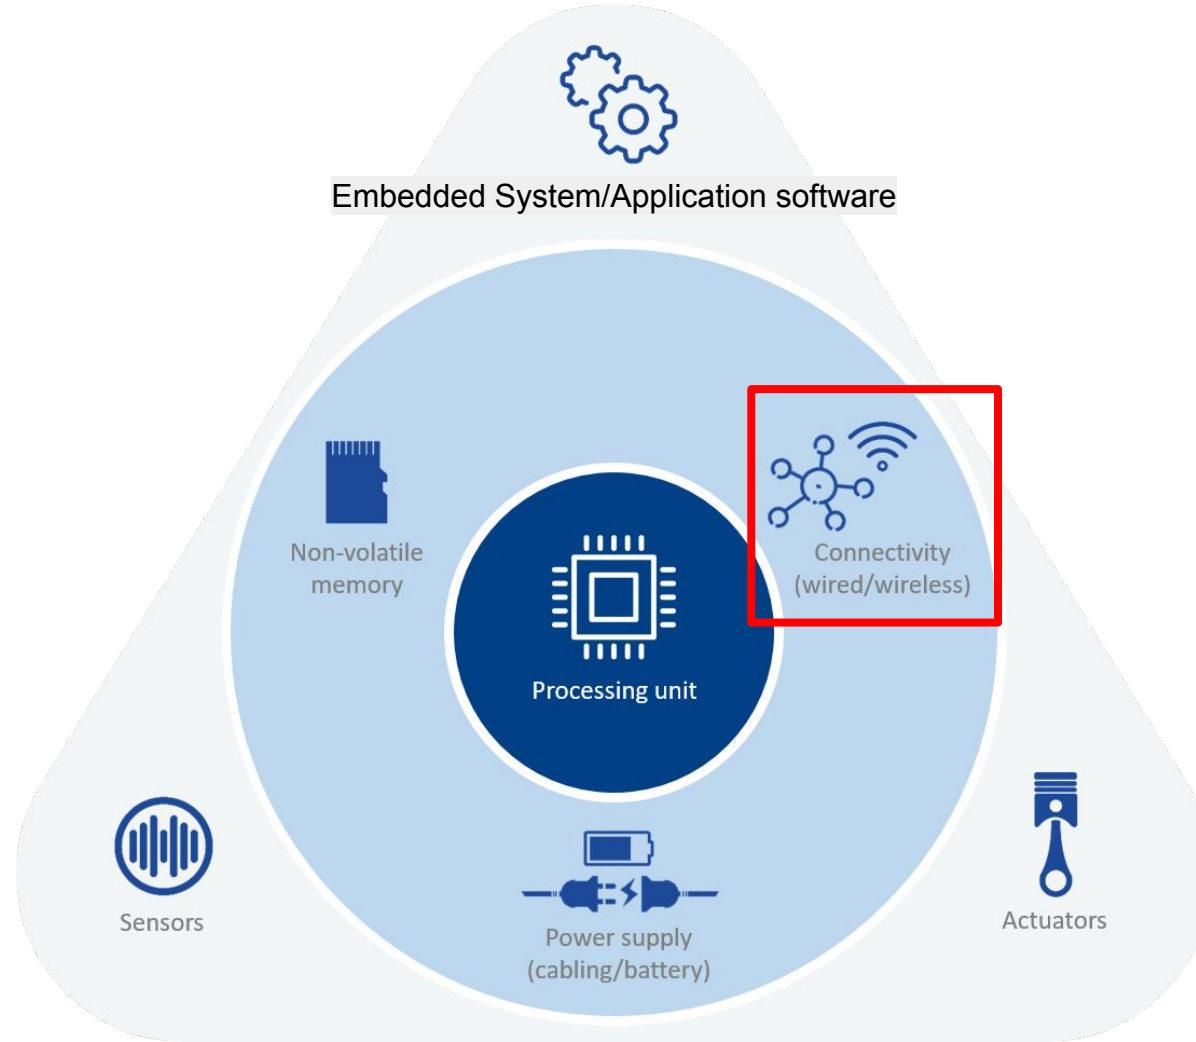 Embedded System/Application software
Non-volatile
memory
Connectivity
(wired/wireless)
Processing unit
Sensors
Power supply
(cabling/battery)
Actuators